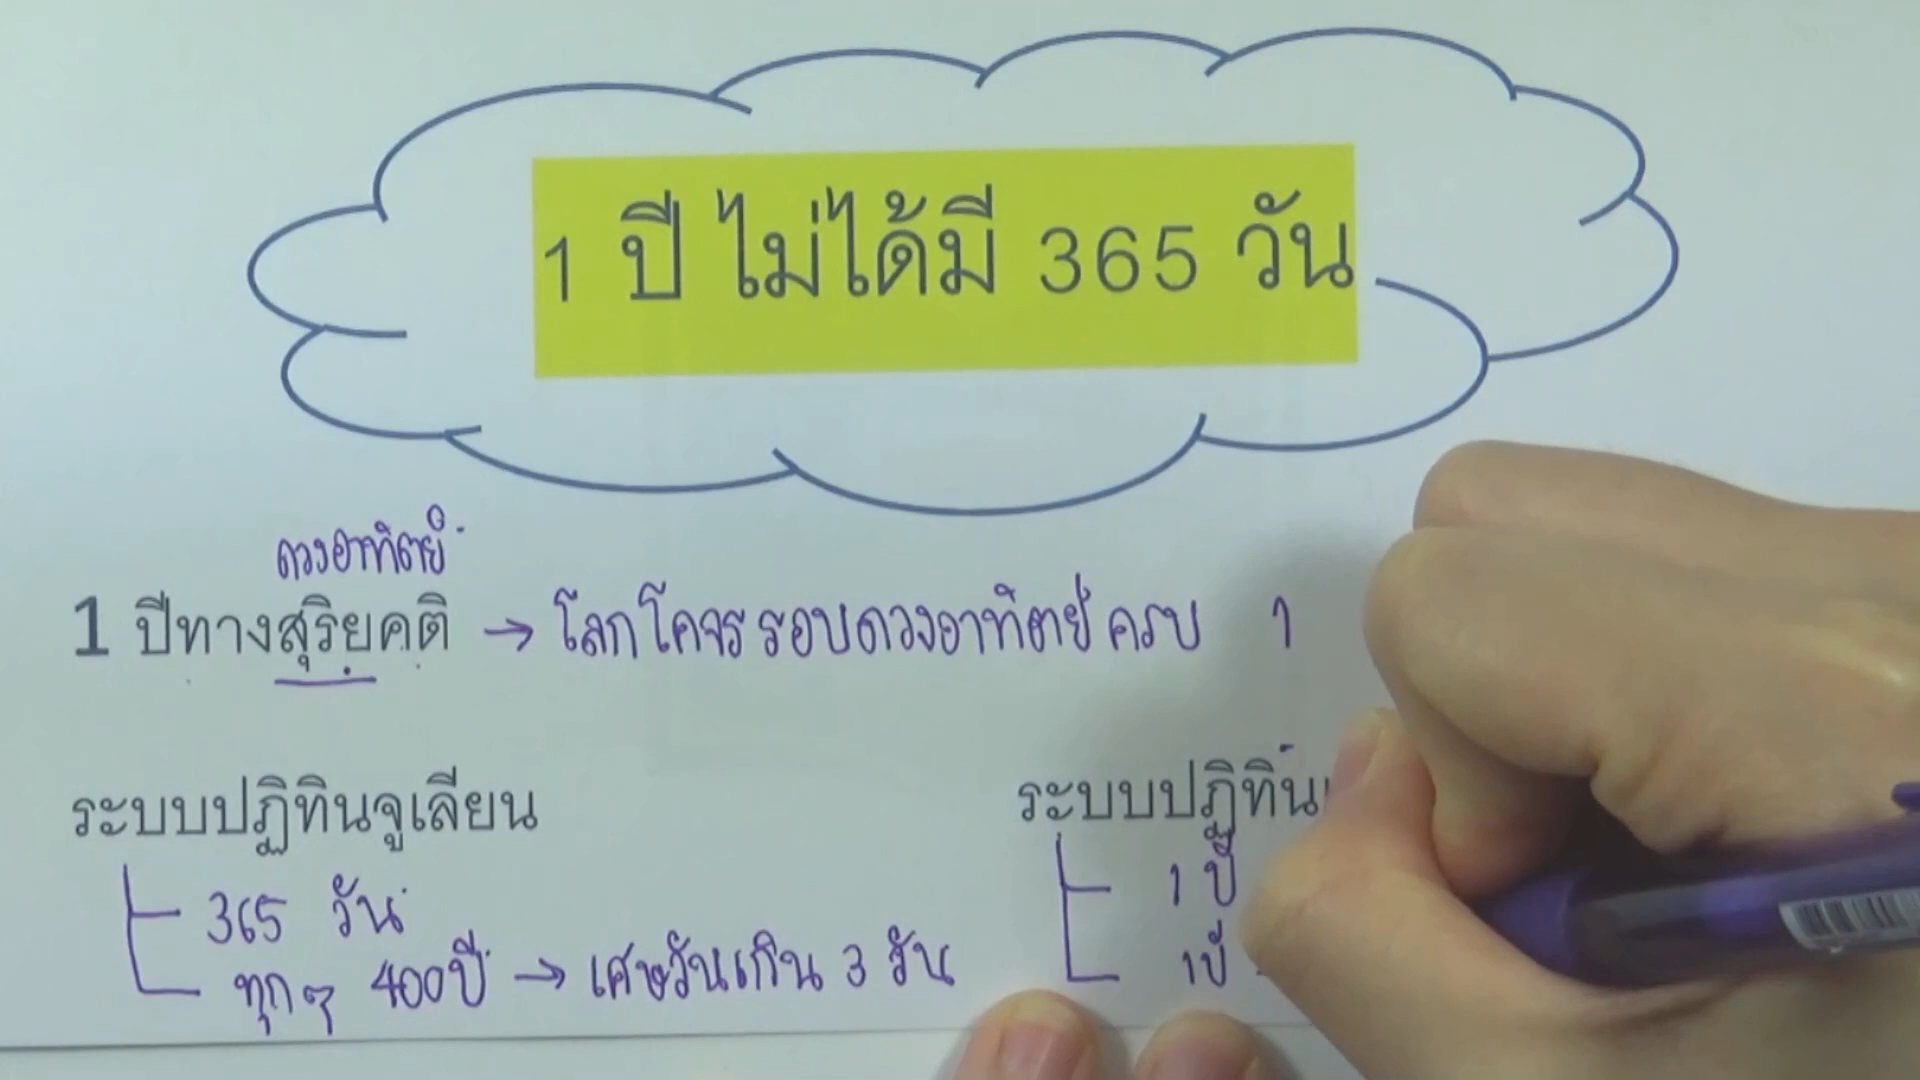 1 ปี ไม่ได้มี 365 วัน
ดวงอาทิตย์
1 ปีทางสุริยคติ → โลกโคจรรอบดวงอาทิตย์ ครบ 1
ระบบปฏิทินจูเลียน
365 วัน
ทุกๆ 400 ปี → เศษวันเกิน 3 วัน
ระบบปฏิทิน
1 ปี
1 ปี